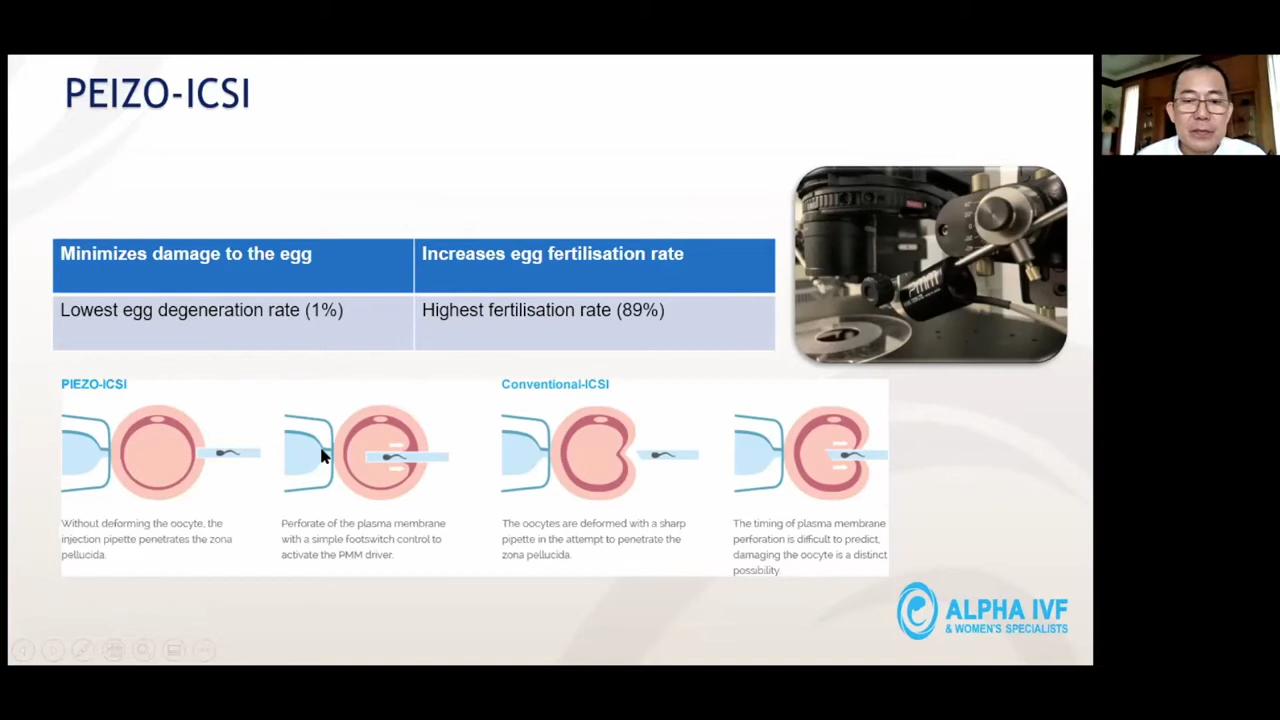 PEIZO-ICSI
Minimizes damage to the egg
Increases egg fertilisation rate
Lowest egg degeneration rate (1%)
Highest fertilisation rate (89%)
PMM
PIEZO-ICSI
Conventional-ICSI
Without deforming the oocyte, the
injection pipette penetrates the zona
pellucida.
Perforate of the plasma membrane
with a simple footswitch control to
activate the PMM driver.
The oocytes are deformed with a sharp
pipette in the attempt to penetrate the
zona pellucida.
The timing of plasma membrane
perforation is difficult to predict,
damaging the oocyte is a distinct
possibility.
ALPHA IVF
& WOMEN'S SPECIALISTS